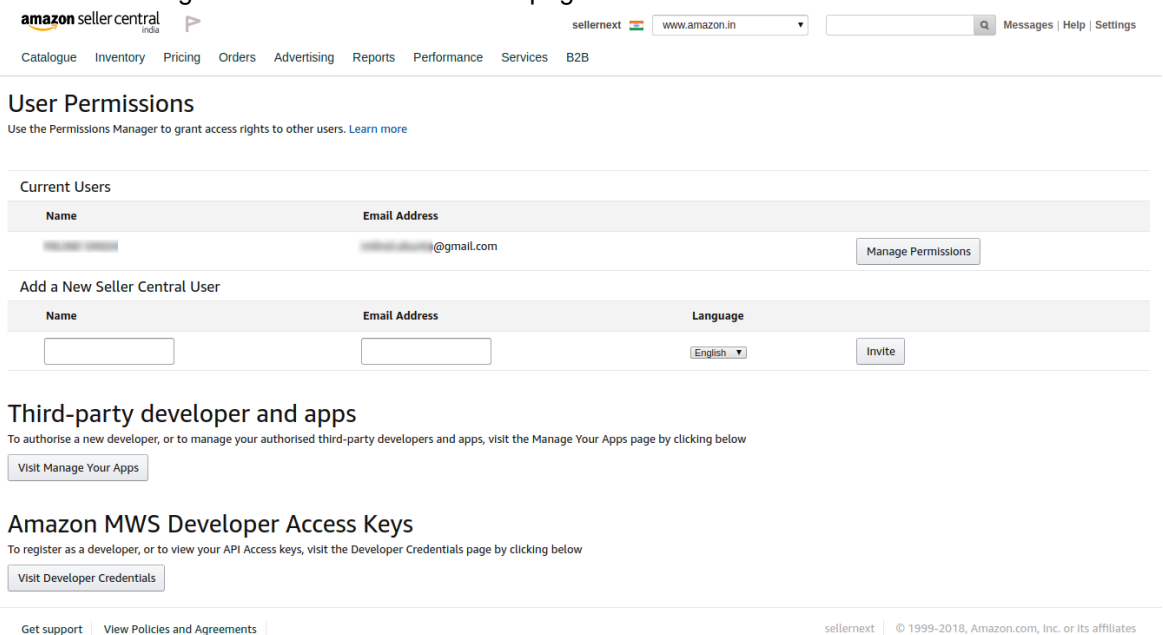 amazon seller central
india
sellernext www.amazon.in Messages | Help | Settings
Catalogue Inventory Pricing Orders Advertising Reports Performance Services B2B
User Permissions
Use the Permissions Manager to grant access rights to other users. Learn more
Current Users
Name Email Address
@gmail.com Manage Permissions
Add a New Seller Central User
Name Email Address Language
English Invite
Third-party developer and apps
To authorise a new developer, or to manage your authorised third-party developers and apps, visit the Manage Your Apps page by clicking below
Visit Manage Your Apps
Amazon MWS Developer Access Keys
To register as a developer, or to view your API Access keys, visit the Developer Credentials page by clicking below
Visit Developer Credentials
Get support View Policies and Agreements sellernext © 1999-2018, Amazon.com, Inc. or its affiliates